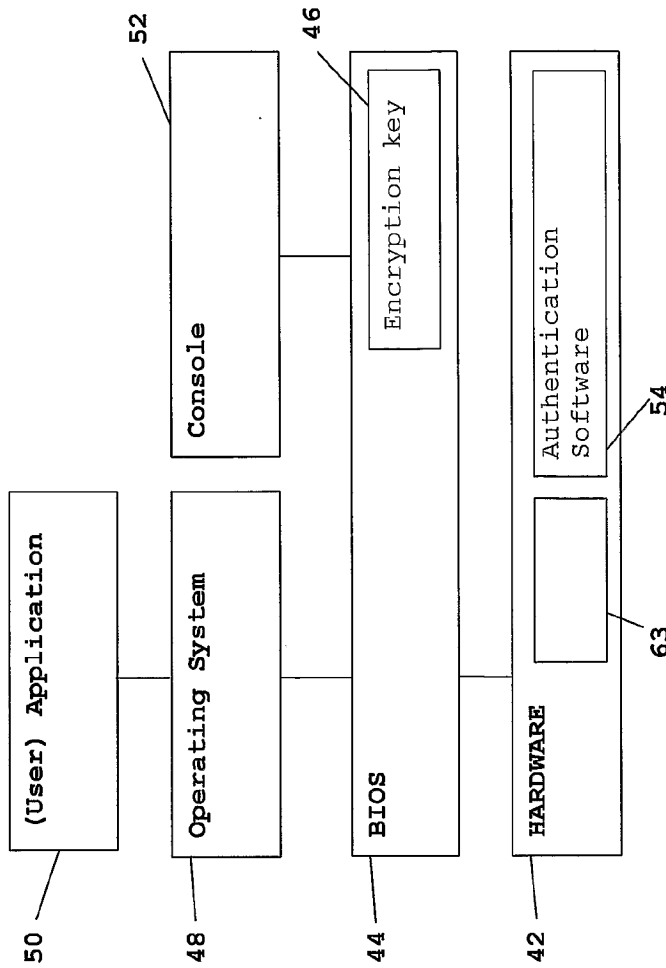 50
(User) Application
48
Operating System
Console
52
44
BIOS
Encryption key
46
42
HARDWARE
63
Authentication
Software
54